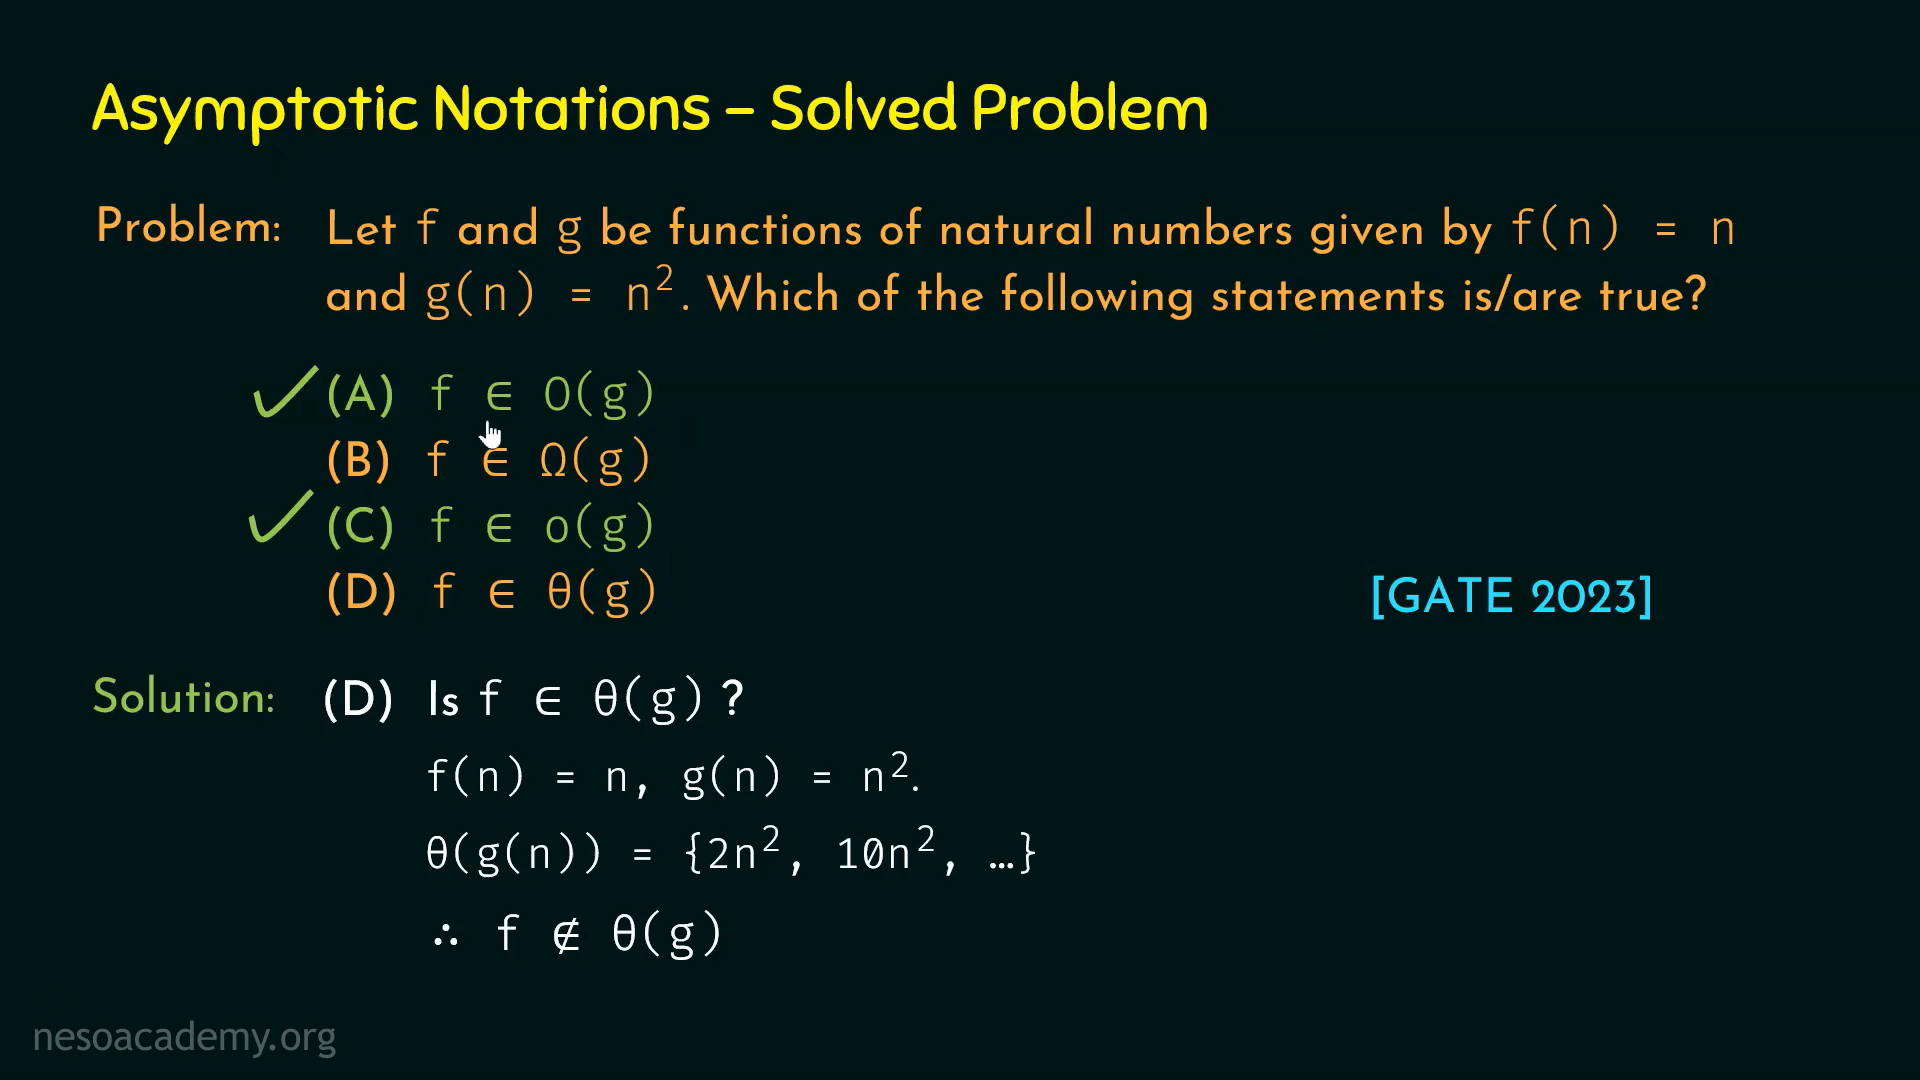 Asymptotic Notations – Solved Problem
Problem: Let f and g be functions of natural numbers given by f(n) = n
and g(n) = n². Which of the following statements is/are true?
(A) f ∈ O(g)
(B) f ∈ Ω(g)
(C) f ∈ o(g)
(D) f ∈ θ(g)
[GATE 2023]
Solution: (D) Is f ∈ θ(g) ?
f(n) = n, g(n) = n².
θ(g(n)) = {2n², 10n², …}
∴ f ∉ θ(g)
nesoacademy.org